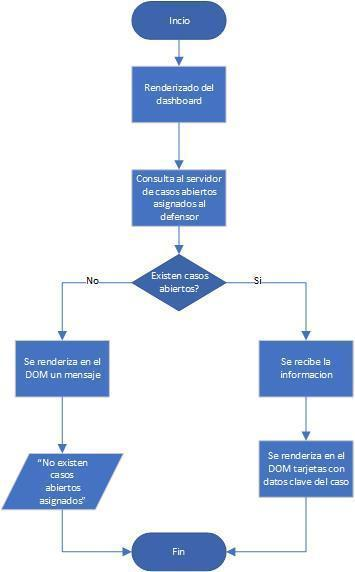 Incio
Renderizado del
dashboard
Consulta al servidor
de casos abiertos
asignados al
defensor
Existen casos
abiertos?
No
Si
Se renderiza en el
DOM un mensaje
Se recibe la
informacion
"No existen
casos
abiertos
asignados"
Se renderiza en el
DOM tarjetas con
datos clave del caso
Fin